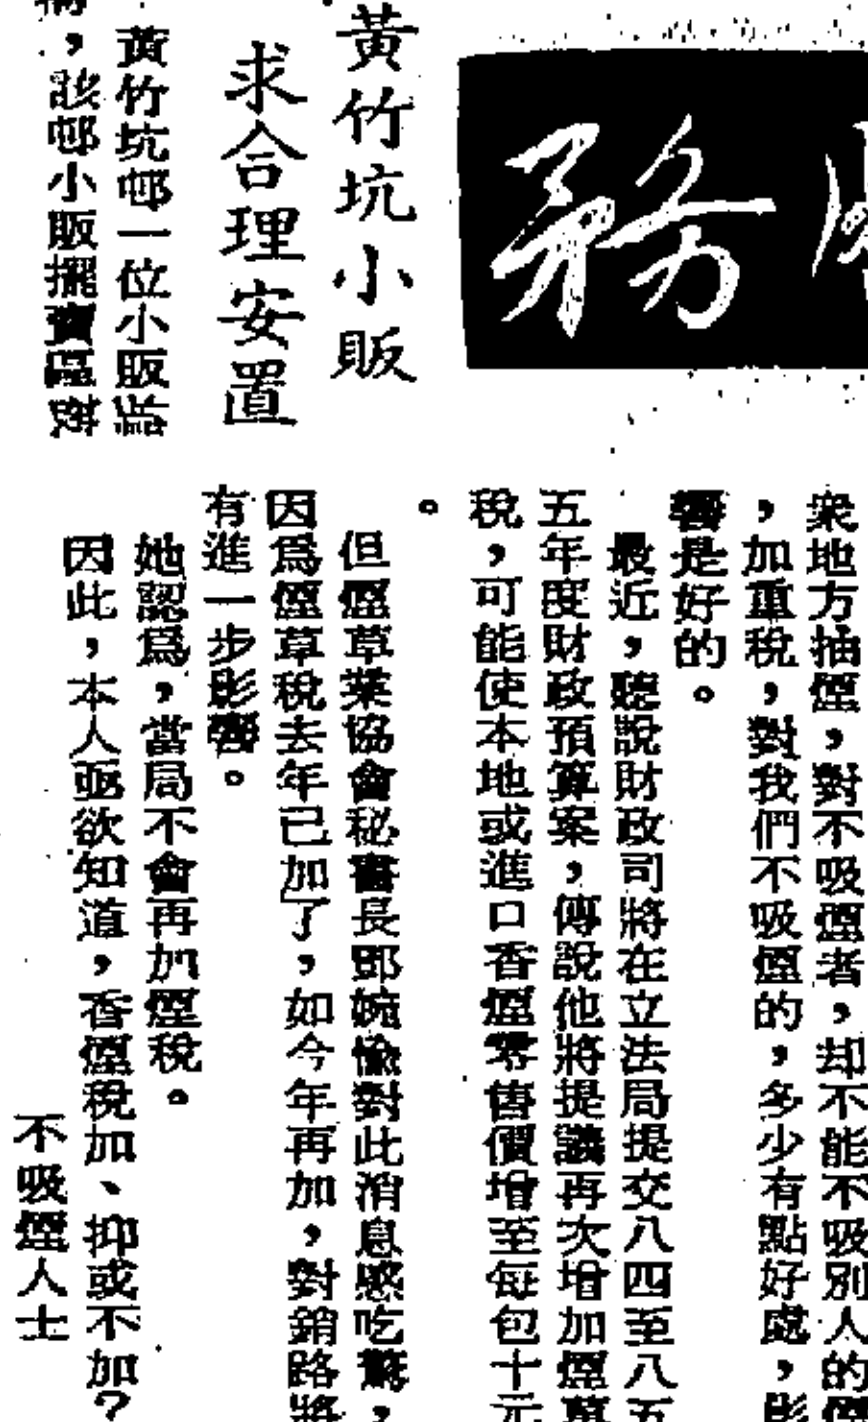 務
黃竹坑小販
求合理安置
黃竹坑邨一位小販
,該邨小販擺賣區
衆地方抽煙,對不吸煙者,却不能不吸別人的煙
,加重稅,對我們不吸煙的,多少有點好處,影
響是好的。
最近,聽說財政司將在立法局提交八四至八五
五年度財政預算案,傳說他將提議再次增加煙草
稅,可能使本地或進口香煙零售價增至每包十元
。
但煙草業協會秘書長鄧婉愉對此消息感吃驚,
因爲煙草稅去年已加了,如今年再加,對銷路將
有進一步影響。
她認爲,當局不會再加煙稅。
因此,本人亟欲知道,香煙稅加、抑或不加?
不吸煙人士